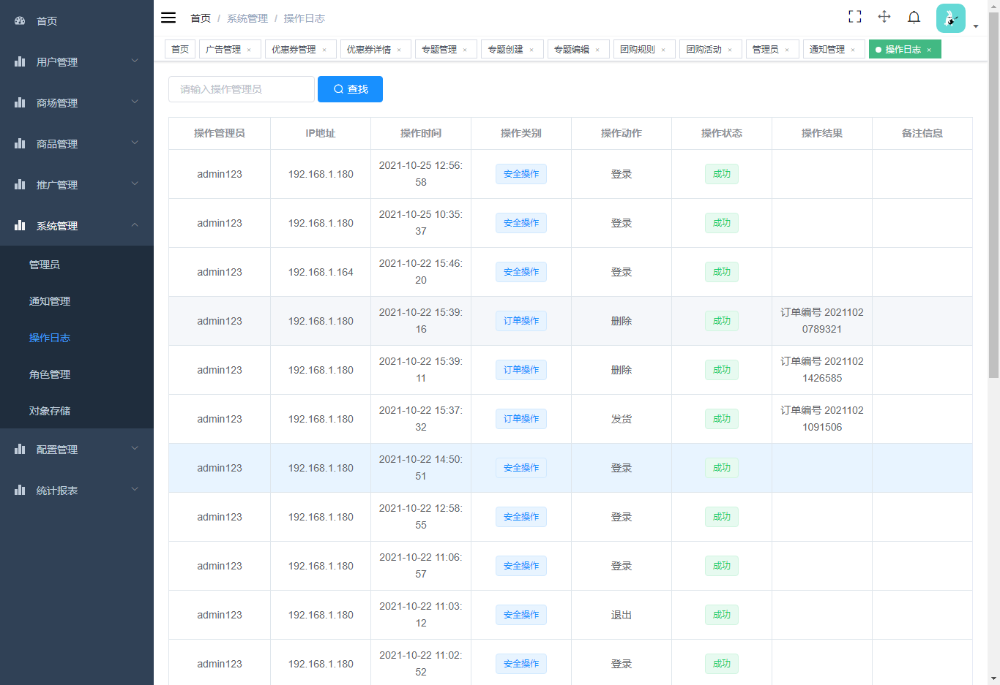 首页
用户管理
商场管理
商品管理
推广管理
系统管理
管理员
通知管理
操作日志
角色管理
对象存储
配置管理
统计报表
首页 / 系统管理 / 操作日志
首页 广告管理 × 优惠券管理 × 优惠券详情 × 专题管理 × 专题创建 × 专题编辑 × 团购规则 × 团购活动 × 管理员 × 通知管理 × 操作日志 ×
请输入操作管理员 查找
操作管理员 IP地址 操作时间 操作类别 操作动作 操作状态 操作结果 备注信息
admin123 192.168.1.180 2021-10-25 12:56:
58 安全操作 登录 成功
admin123 192.168.1.180 2021-10-25 10:35:
37 安全操作 登录 成功
admin123 192.168.1.164 2021-10-22 15:46:
20 安全操作 登录 成功
admin123 192.168.1.180 2021-10-22 15:39:
16 订单操作 删除 成功 订单编号 2021102
0789321
admin123 192.168.1.180 2021-10-22 15:39:
11 订单操作 删除 成功 订单编号 2021102
1426585
admin123 192.168.1.180 2021-10-22 15:37:
32 订单操作 发货 成功 订单编号 2021102
1091506
admin123 192.168.1.180 2021-10-22 14:50:
51 安全操作 登录 成功
admin123 192.168.1.180 2021-10-22 12:58:
55 安全操作 登录 成功
admin123 192.168.1.180 2021-10-22 11:06:
57 安全操作 登录 成功
admin123 192.168.1.180 2021-10-22 11:03:
12 安全操作 退出 成功
admin123 192.168.1.180 2021-10-22 11:02:
52 安全操作 登录 成功